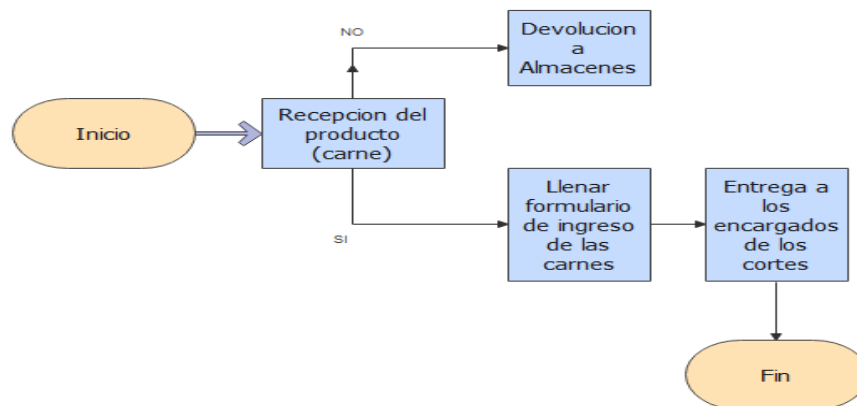 Inicio
Recepcion del
producto
(carne)
NO
Devolucion
a
Almacenes
SI
Llenar
formulario
de ingreso
de las
carnes
Entrega a
los
encargados
de los
cortes
Fin